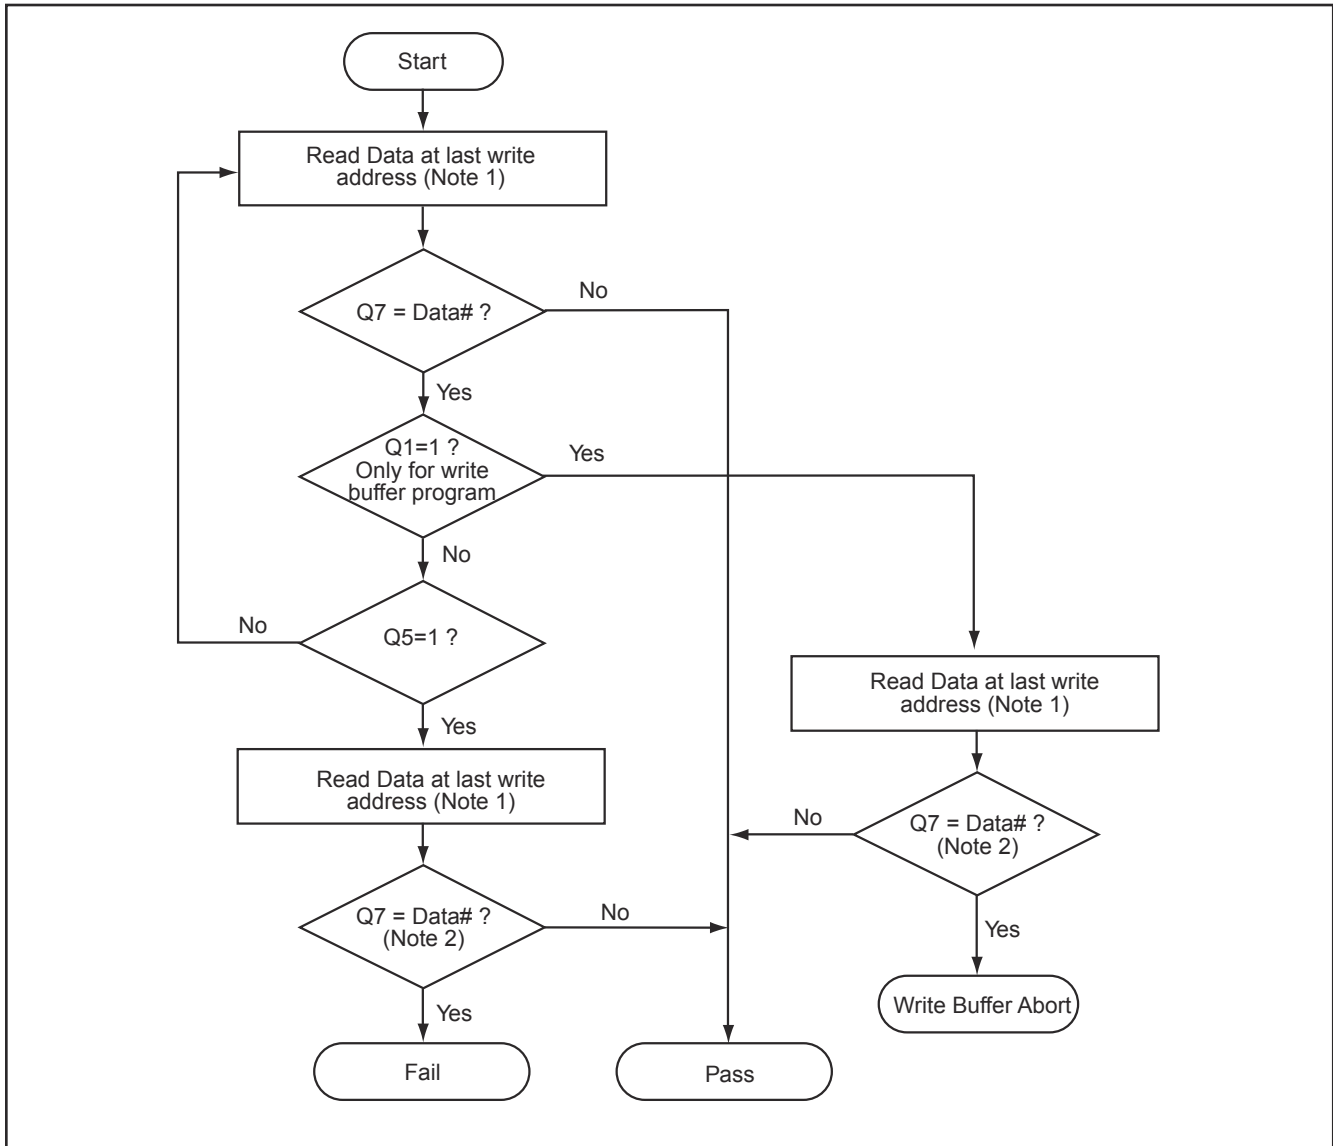 Start
Read Data at last write
address (Note 1)
Q7 = Data# ?
No
Yes
Q1=1 ?
Only for write
buffer program
Yes
No
Q5=1 ?
No
Yes
Read Data at last write
address (Note 1)
Read Data at last write
address (Note 1)
Q7 = Data# ?
(Note 2)
No
Yes
Q7 = Data# ?
(Note 2)
No
Yes
Write Buffer Abort
Fail
Pass